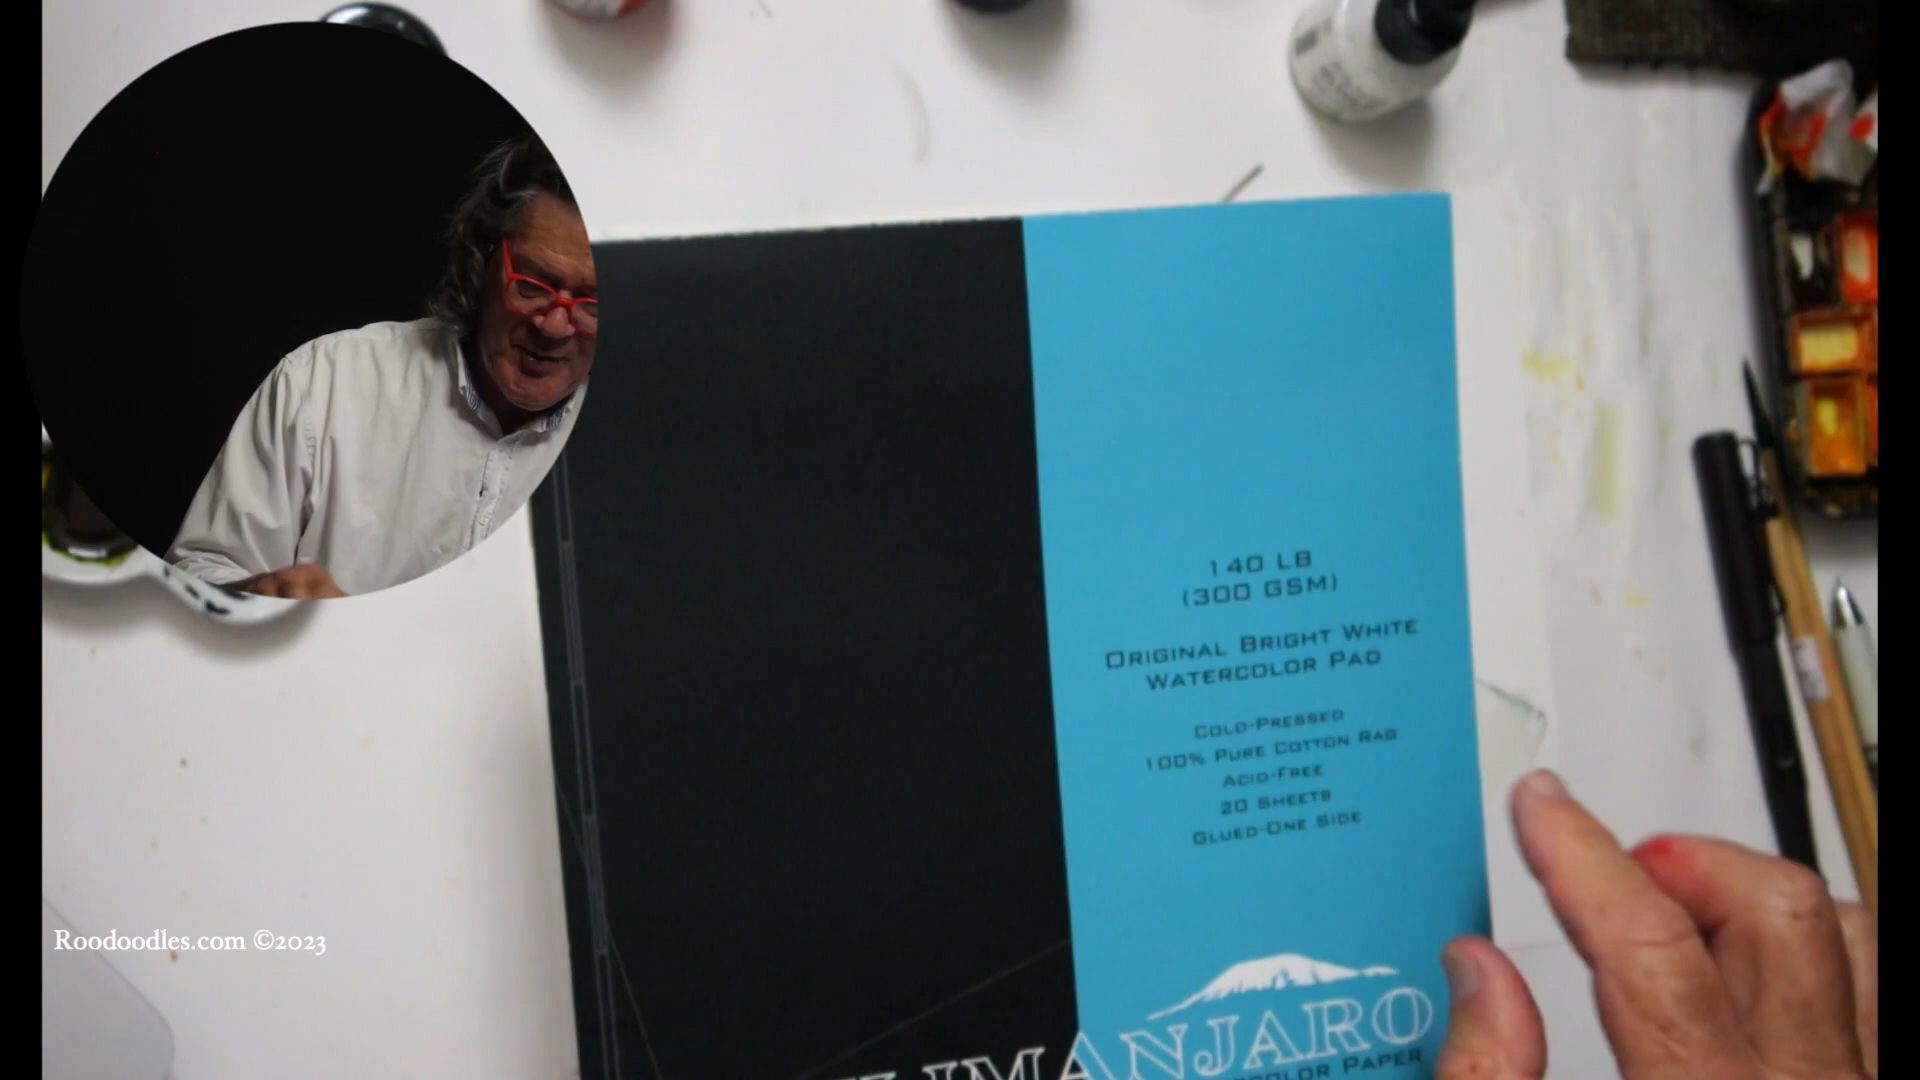 140 LB
(300 GSM)
ORIGINAL BRIGHT WHITE
WATERCOLOR PAD
COLD-PRESSED
100% PURE COTTON RAG
ACID-FREE
20 SHEETS
GLUED-ONE SIDE
Roodoodles.com ©2023
PAPER